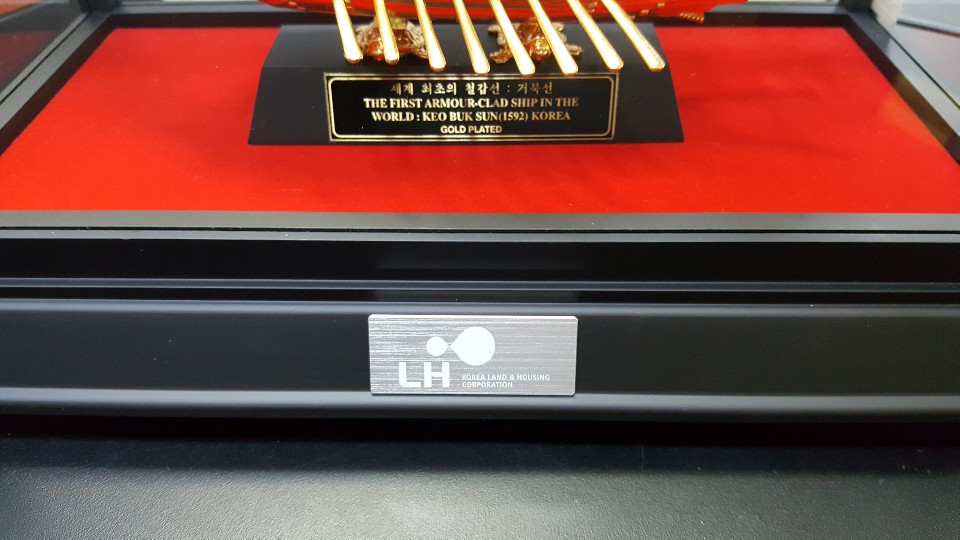 세계 최초의 철갑선 : 거북선
THE FIRST ARMOUR-CLAD SHIP IN THE
WORLD : KEO BUK SUN(1592) KOREA
GOLD PLATED
LH KOREA LAND & HOUSING
CORPORATION